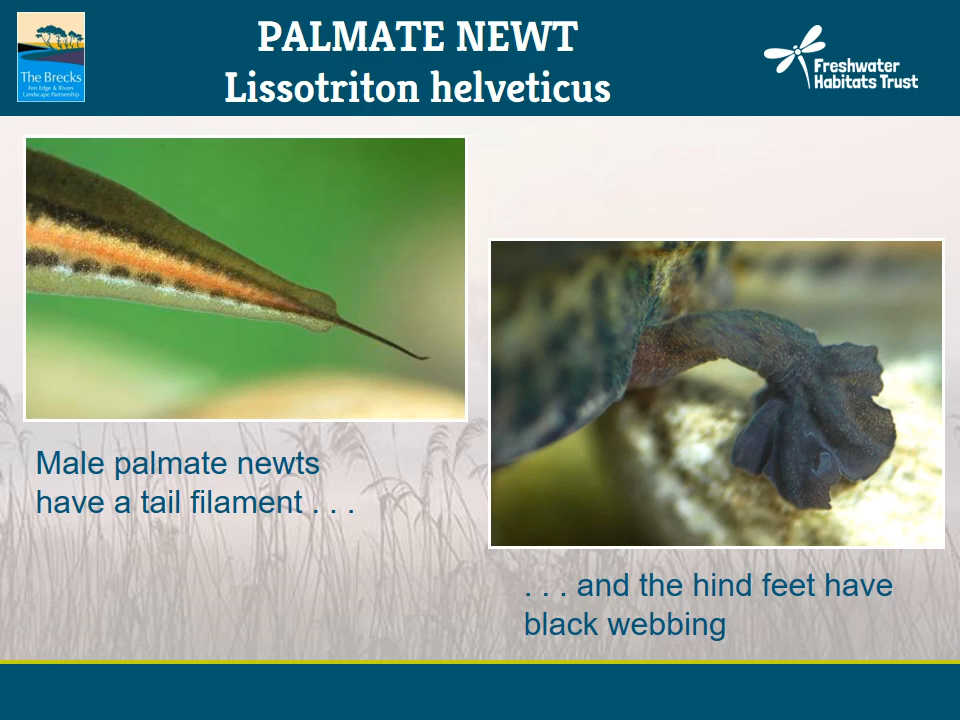 PALMATE NEWT
Lissotriton helveticus
The Brecks
Fen Edge & Rivers
Landscape Partnership
Freshwater
Habitats Trust
Male palmate newts
have a tail filament . . .
. . . and the hind feet have
black webbing